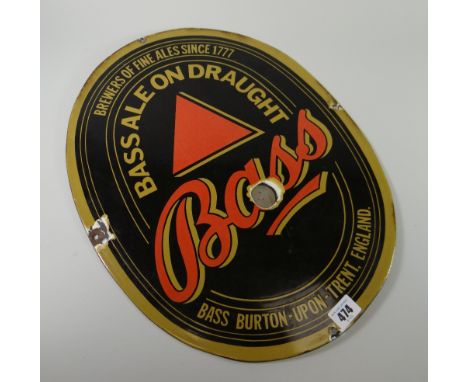 BREWERS OF FINE ALES SINCE 1777
BASS ALE ON DRAUGHT
Bass
BASS BURTON-UPON-TRENT, ENGLAND.
474